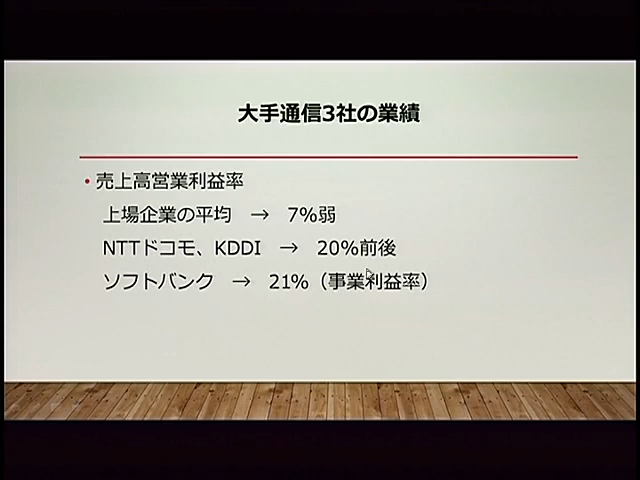 大手通信3社の業績
• 売上高営業利益率
上場企業の平均　→　7%弱
NTTドコモ、KDDI　→　20%前後
ソフトバンク　→　21%（事業利益率）